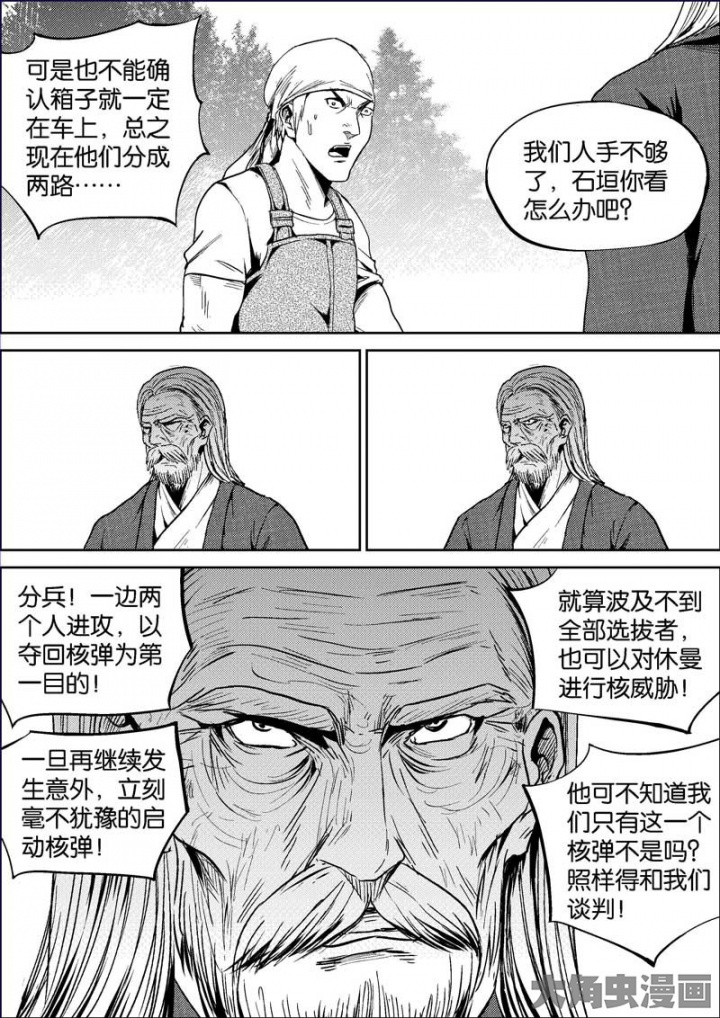 可是也不能确
认箱子就一定
在车上，总之
现在他们分成
两路……
我们人手不够
了，石垣你看
怎么办吧？
分兵！一边两
个人进攻，以
夺回核弹为第
一目的！
一旦再继续发
生意外，立刻
毫不犹豫的启
动核弹！
就算波及不到
全部选拔者，
也可以对休曼
进行核威胁！
他可不知道我
们只有这一个
核弹不是吗？
照样得和我们
谈判！
大角虫漫画